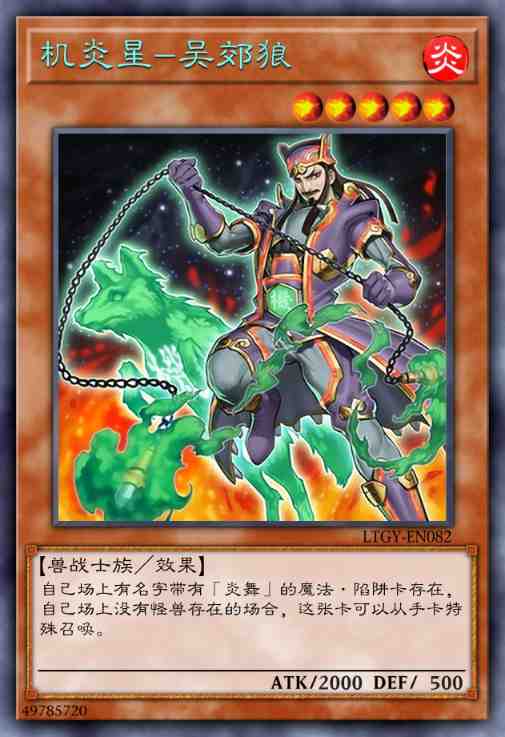 机炎星-吴郊狼
炎
機
LTGY-EN082
【兽战士族／效果】
自己场上有名字带有「炎舞」的魔法·陷阱卡存在，
自己场上没有怪兽存在的场合，这张卡可以从手卡特
殊召唤。
ATK/2000 DEF/ 500
49785720